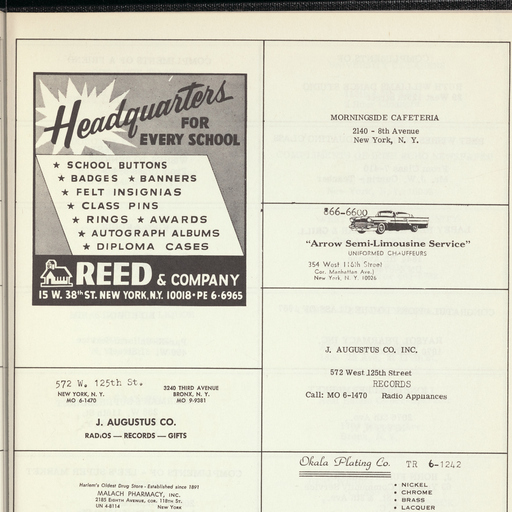 Headquarters
FOR
EVERY SCHOOL
★ SCHOOL BUTTONS
★ BADGES ★ BANNERS
★ FELT INSIGNIAS
★ CLASS PINS
★ RINGS ★ AWARDS
★ AUTOGRAPH ALBUMS
★ DIPLOMA CASES
REED & COMPANY
15 W. 38th ST. NEW YORK, N.Y. 10018 • PE 6-6965
572 W. 125th St.
NEW YORK, N. Y.
MO 6-1470
3240 THIRD AVENUE
BRONX, N. Y.
MO 9-9381
J. AUGUSTUS CO.
RADIOS — RECORDS — GIFTS
Harlem's Oldest Drug Store - Established since 1891
MALACH PHARMACY, INC.
2185 EIGHTH AVENUE, cor. 118th St.
UN 4-8114 New York
MORNINGSIDE CAFETERIA
2140 - 8th Avenue
New York, N. Y.
866-6600
"Arrow Semi-Limousine Service"
UNIFORMED CHAUFFEURS
354 West 116th Street
Cor. Manhattan Ave.)
New York, N. Y. 10026
J. AUGUSTUS CO, INC.
572 West 125th Street
RECORDS
Call: MO 6-1470 Radio Appliances
Okala Plating Co. TR 6-1242
• NICKEL
• CHROME
• BRASS
• LACQUER